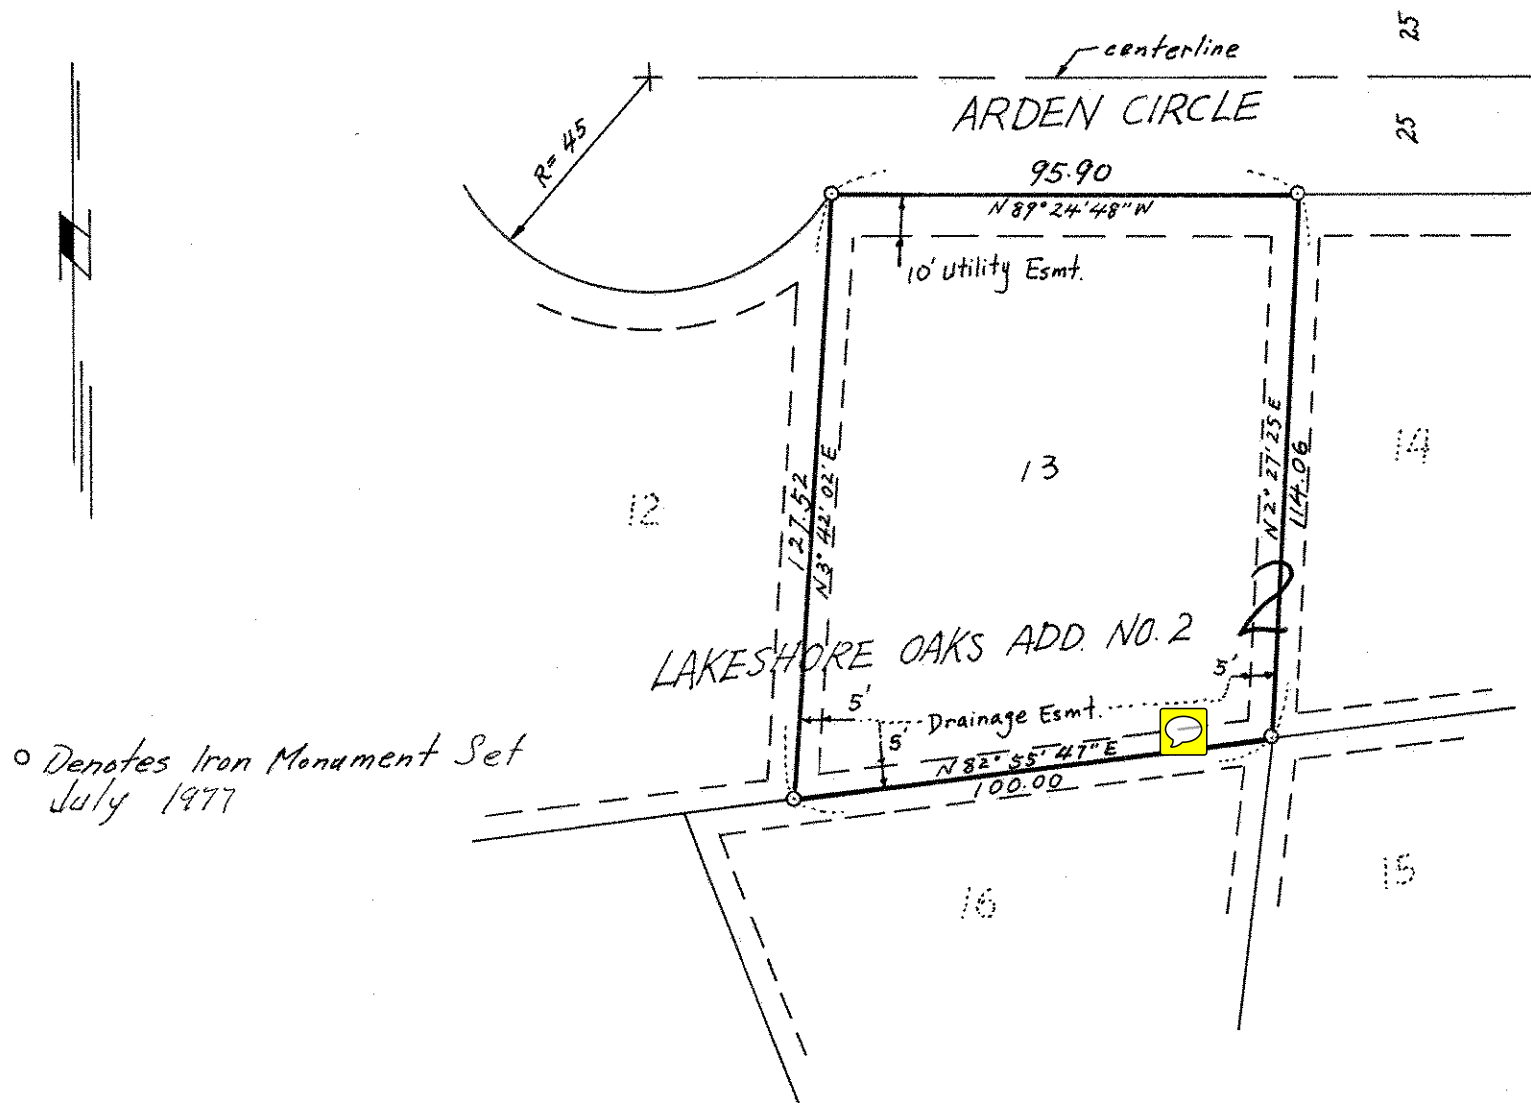 25
centerline
ARDEN CIRCLE
25
R= 45
95.90
N 89° 24' 48" W
10' Utility Esmt.
13
14
12
127.52
N 3° 42' 02' E
N 2° 27' 25 E
114.06
2
LAKESHORE OAKS ADD. NO. 2
5'
5'
Drainage Esmt.
5'
N 82° 55' 47" E
100.00
o Denotes Iron Monument Set
July 1977
16
15